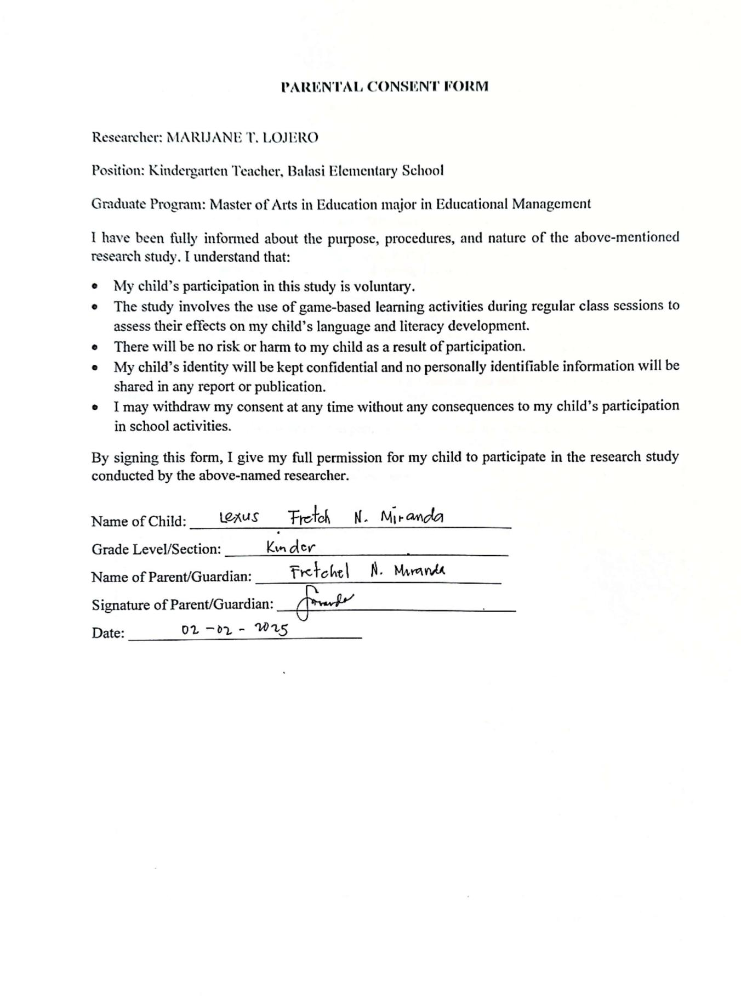 PARENTAL CONSENT FORM
Researcher: MARIJANE T. LOJERO
Position: Kindergarten Teacher, Balasi Elementary School
Graduate Program: Master of Arts in Education major in Educational Management
I have been fully informed about the purpose, procedures, and nature of the above-mentioned
research study. I understand that:
• My child's participation in this study is voluntary.
• The study involves the use of game-based learning activities during regular class sessions to
assess their effects on my child's language and literacy development.
• There will be no risk or harm to my child as a result of participation.
• My child's identity will be kept confidential and no personally identifiable information will be
shared in any report or publication.
• I may withdraw my consent at any time without any consequences to my child's participation
in school activities.
By signing this form, I give my full permission for my child to participate in the research study
conducted by the above-named researcher.
Name of Child: Lexus Fretch N. Miranda
Grade Level/Section: Kinder
Name of Parent/Guardian: Fretchel N. Miranda
Signature of Parent/Guardian:
Date: 02-02-2025